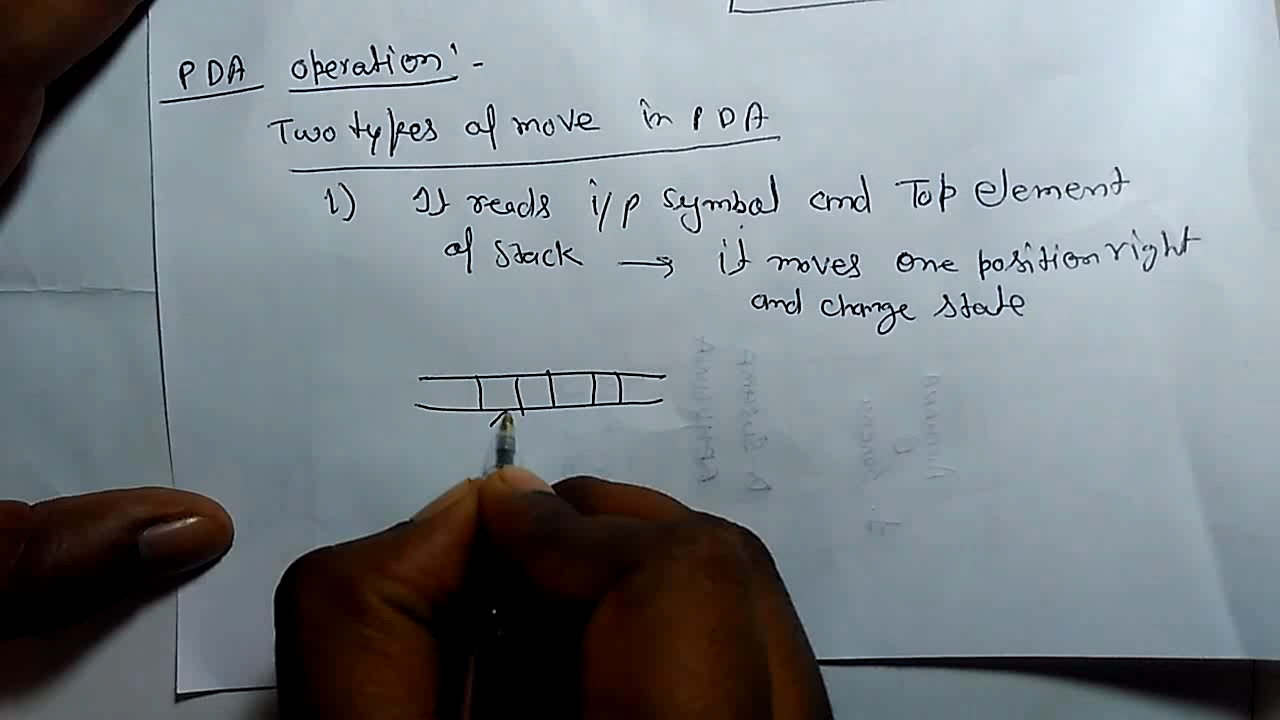 PDA operation:-
Two types of move in PDA
1) It reads i/p symbol and Top element
of stack → it moves one position right
and change state